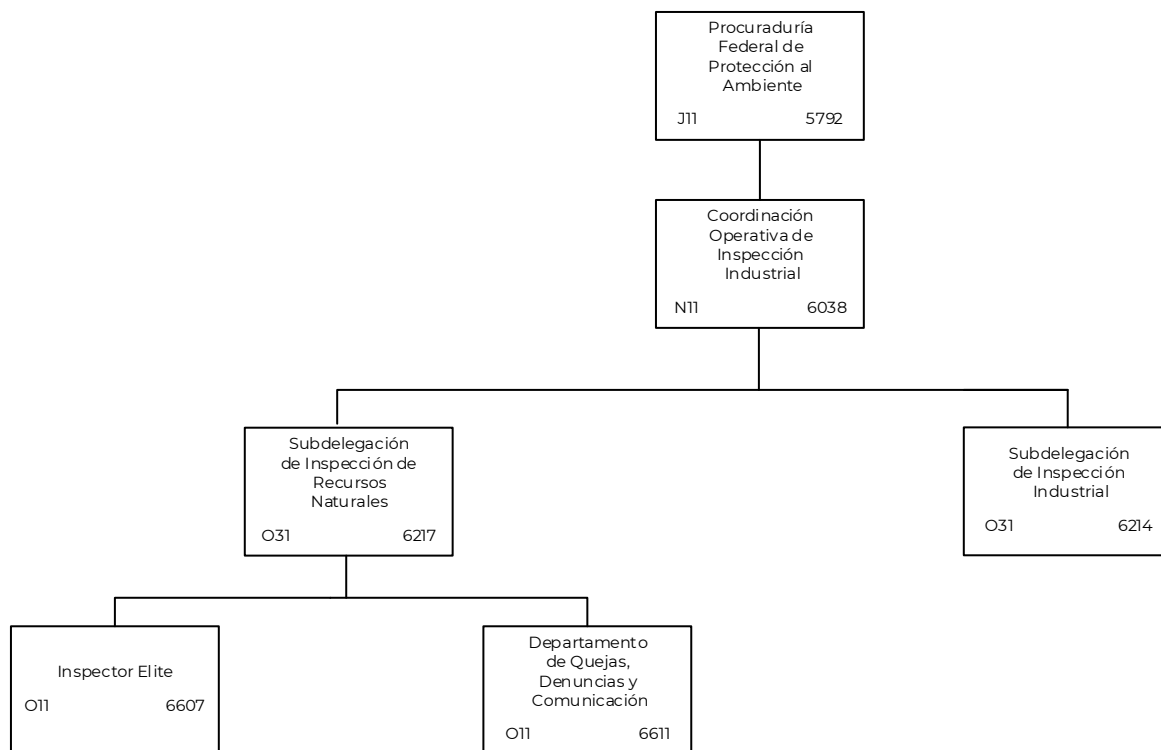 Procuraduría
Federal de
Protección al
Ambiente
J11 5792
Coordinación
Operativa de
Inspección
Industrial
N11 6038
Subdelegación
de Inspección de
Recursos
Naturales
O31 6217
Subdelegación
de Inspección
Industrial
O31 6214
Inspector Elite
O11 6607
Departamento
de Quejas,
Denuncias y
Comunicación
O11 6611